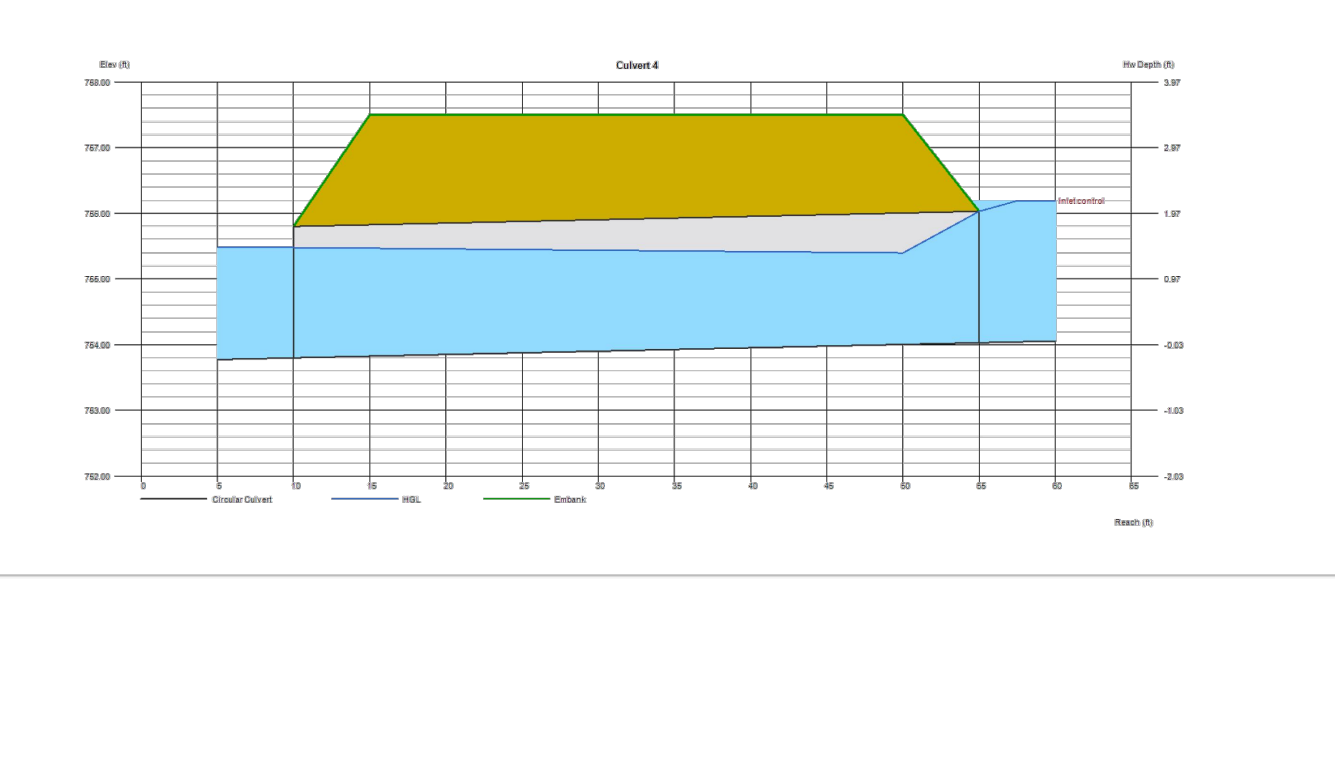 Elev (ft)
Culvert 4
Hw Depth (ft)
758.00 3.97
757.00 2.97
Inlet control
756.00 1.97
755.00 0.97
754.00 -0.03
753.00 -1.03
752.00 -2.03
0 5 10 15 20 25 30 35 40 45 50 55 60 65
Circular Culvert HGL Embank
Reach (ft)